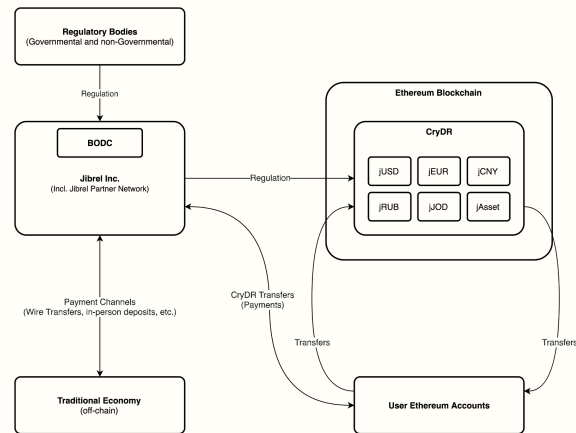 Regulatory Bodies
(Governmental and non-Governmental)
Regulation
Ethereum Blockchain
CryDR
BODC
Jibrel Inc.
(Incl. Jibrel Partner Network)
Regulation
jUSD
jEUR
jCNY
jRUB
jJOD
jAsset
Payment Channels
(Wire Transfers, in-person deposits, etc.)
CryDR Transfers
(Payments)
Transfers
Transfers
Traditional Economy
(off-chain)
User Ethereum Accounts